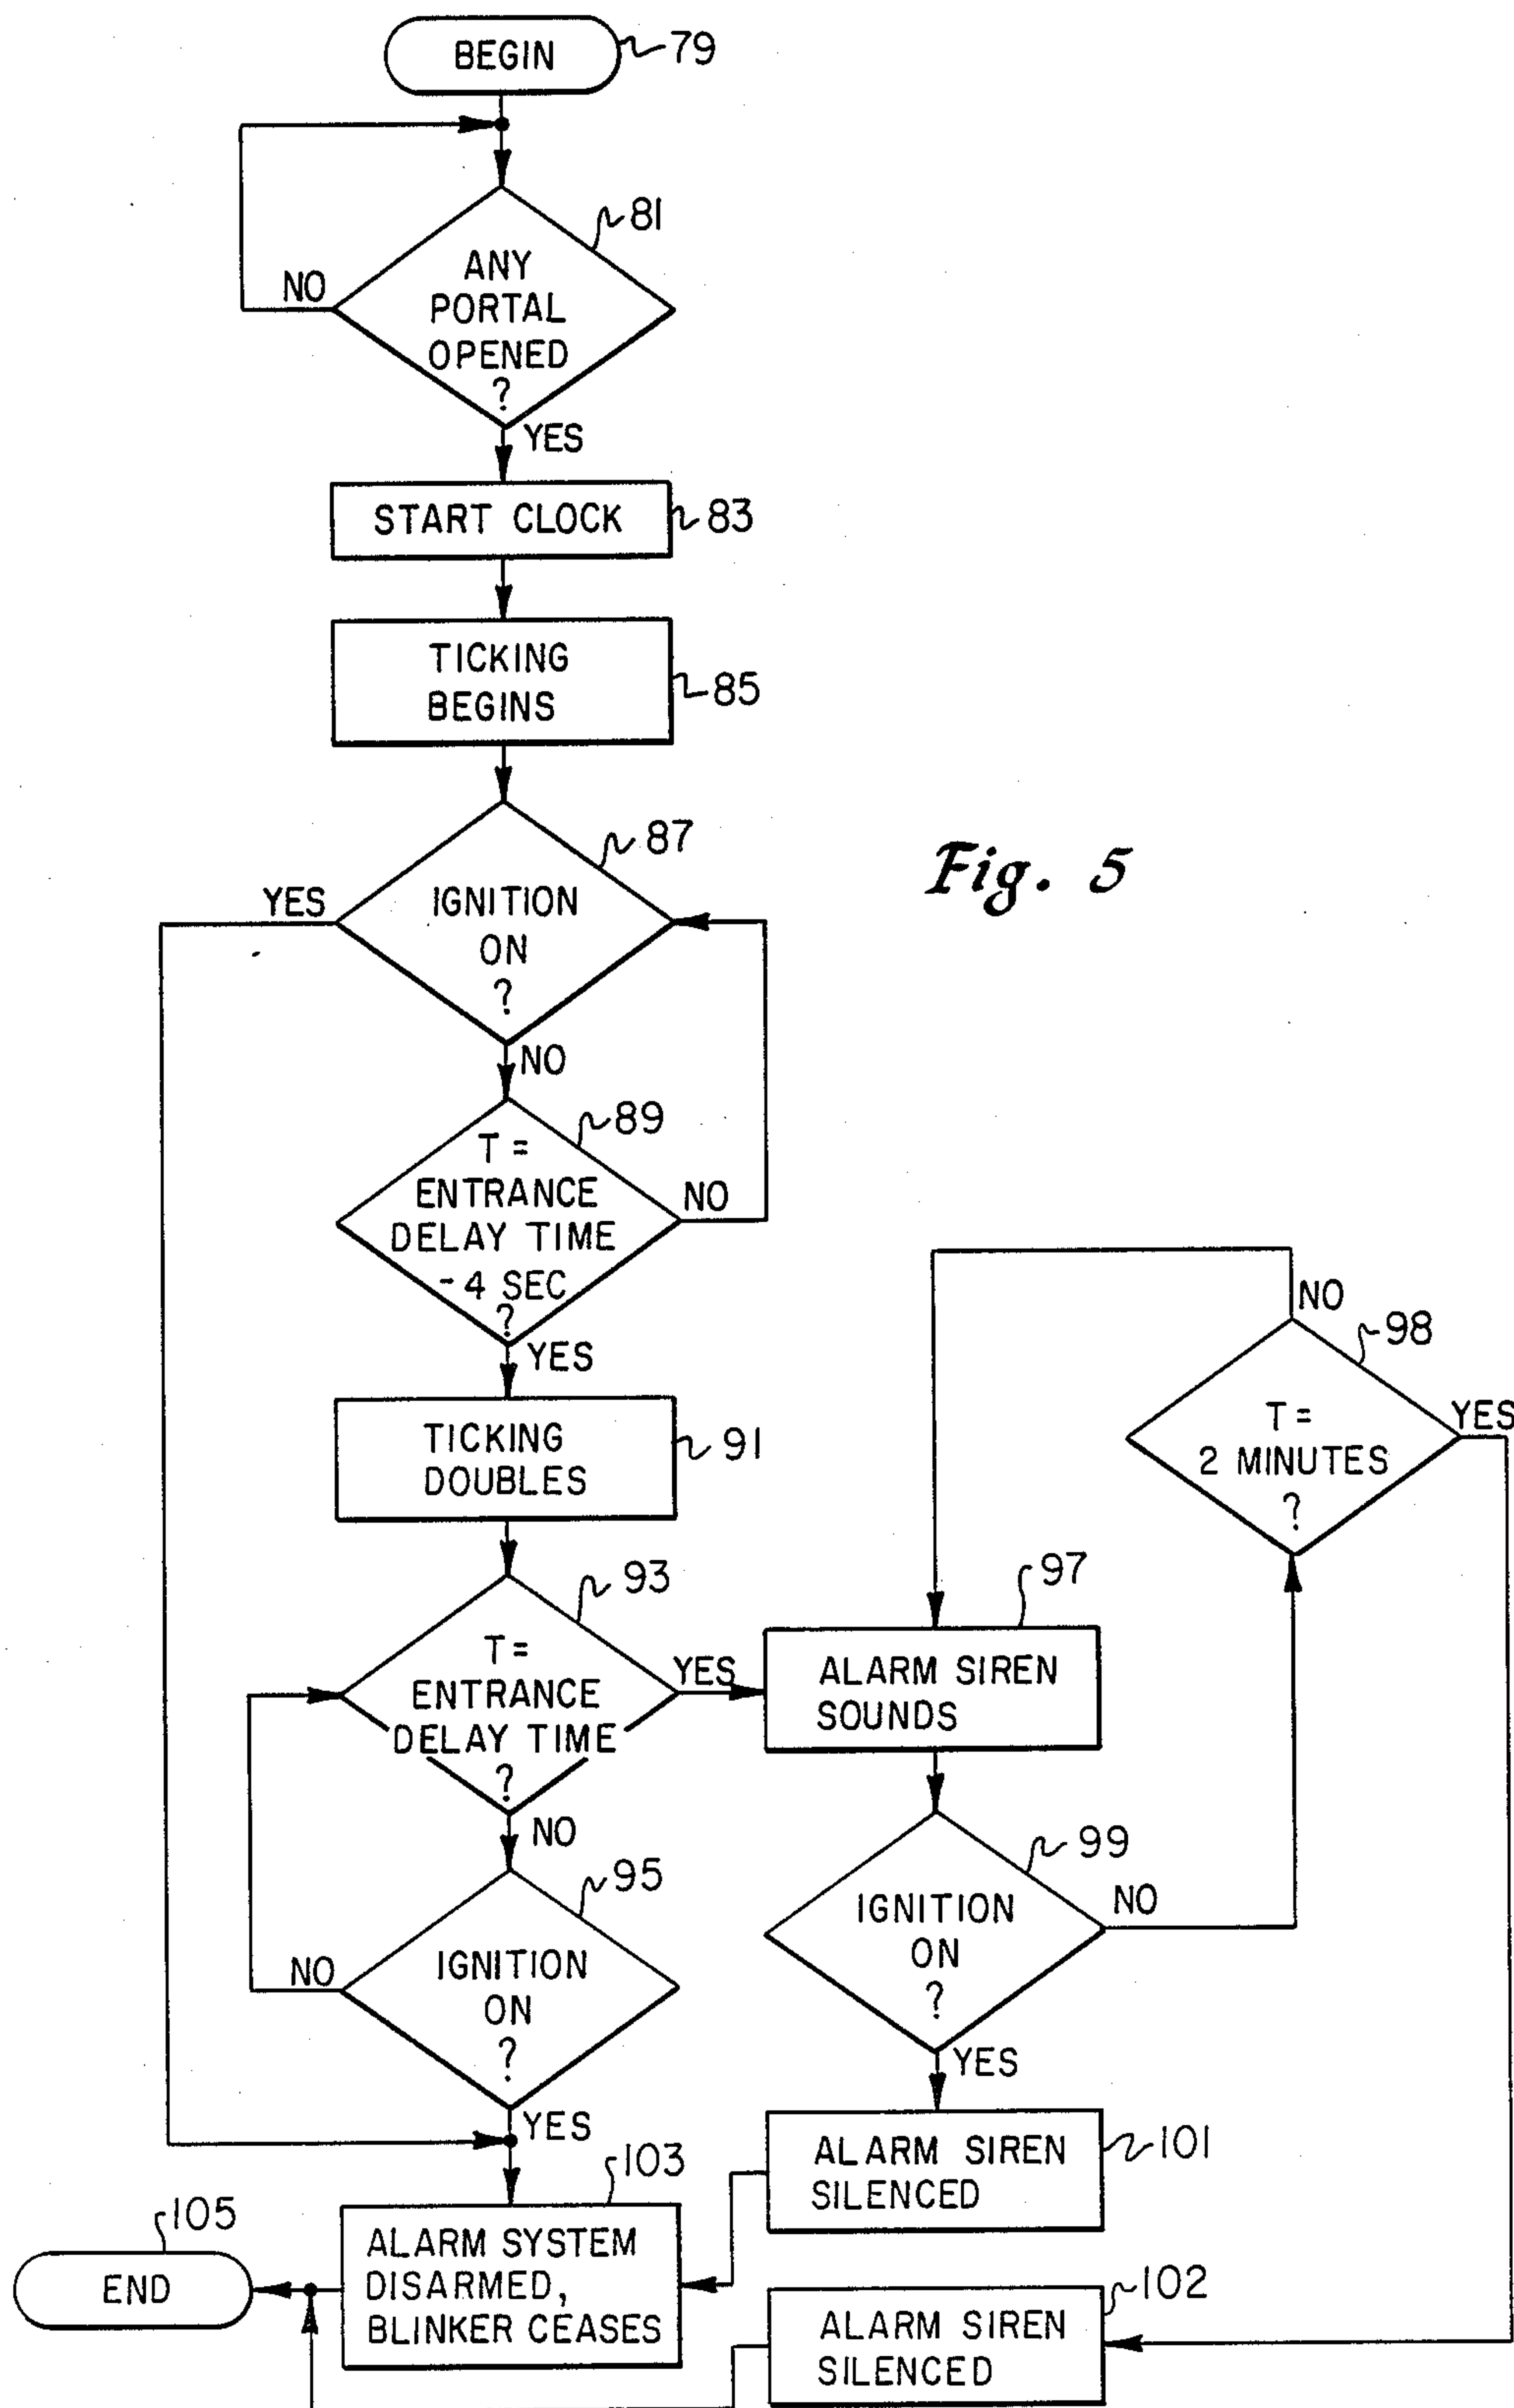 BEGIN
79
81
NO
ANY
PORTAL
OPENED
?
YES
START CLOCK
83
TICKING
BEGINS
85
87
YES
IGNITION
ON
?
NO
Fig. 5
89
T =
ENTRANCE
DELAY TIME
- 4 SEC
?
NO
YES
TICKING
DOUBLES
91
93
T =
ENTRANCE
DELAY TIME
?
YES
NO
95
NO
IGNITION
ON
?
YES
NO
98
T =
2 MINUTES
?
YES
97
ALARM SIREN
SOUNDS
99
IGNITION
ON
?
NO
YES
ALARM SIREN
SILENCED
101
103
ALARM SYSTEM
DISARMED,
BLINKER CEASES
105
END
102
ALARM SIREN
SILENCED